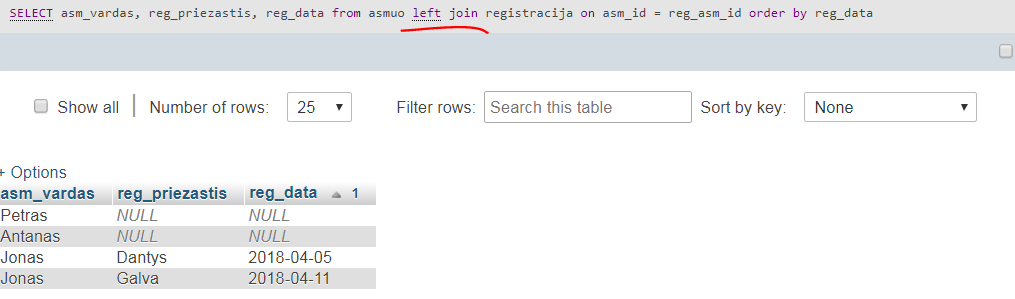 SELECT asm_vardas, reg_priezastis, reg_data from asmuo left join registracija on asm_id = reg_asm_id order by reg_data
Show all | Number of rows: 25 Filter rows: Search this table Sort by key: None
+ Options
asm_vardas reg_priezastis reg_data 1
Petras NULL NULL
Antanas NULL NULL
Jonas Dantys 2018-04-05
Jonas Galva 2018-04-11